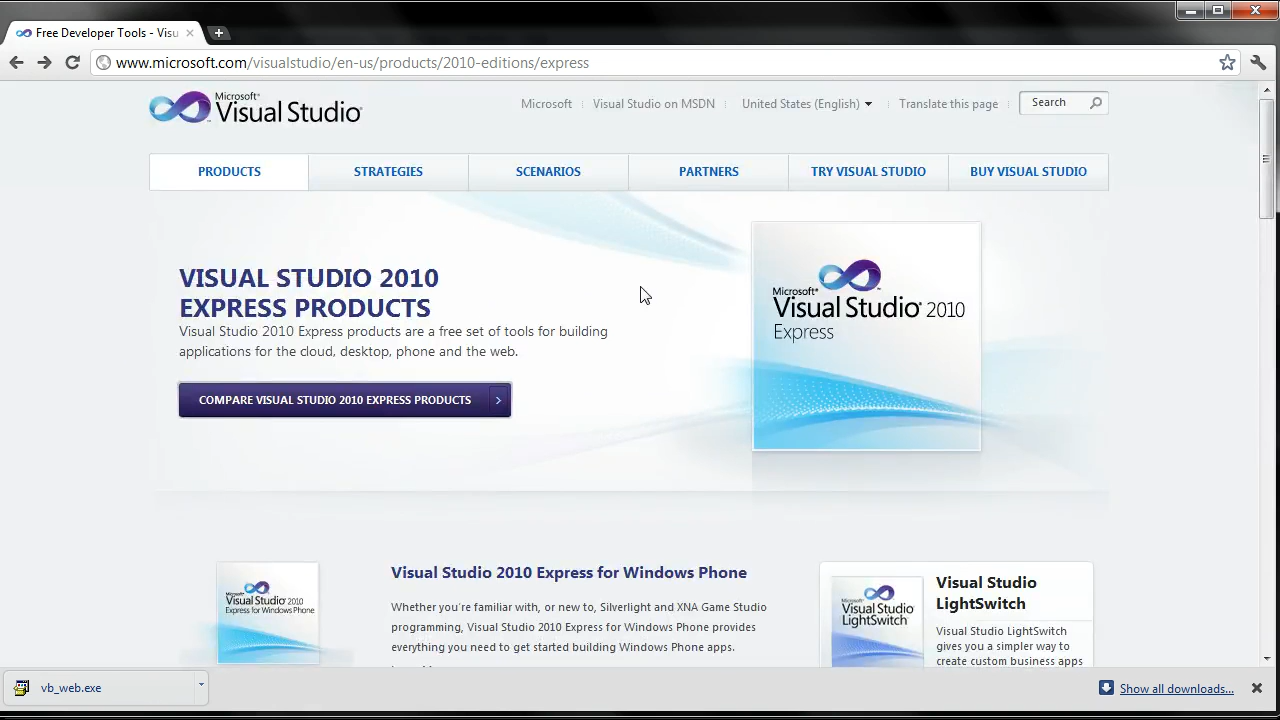 Free Developer Tools - Visu
www.microsoft.com/visualstudio/en-us/products/2010-editions/express
Microsoft®
Visual Studio
Microsoft
Visual Studio on MSDN
United States (English)
Translate this page
Search
PRODUCTS
STRATEGIES
SCENARIOS
PARTNERS
TRY VISUAL STUDIO
BUY VISUAL STUDIO
VISUAL STUDIO 2010
EXPRESS PRODUCTS
Visual Studio 2010 Express products are a free set of tools for building
applications for the cloud, desktop, phone and the web.
COMPARE VISUAL STUDIO 2010 EXPRESS PRODUCTS
Microsoft®
Visual Studio® 2010
Express
Microsoft®
Visual Studio® 2010
Express for Windows Phone
Visual Studio 2010 Express for Windows Phone
Whether you're familiar with, or new to, Silverlight and XNA Game Studio
programming, Visual Studio 2010 Express for Windows Phone provides
everything you need to get started building Windows Phone apps.
Microsoft®
Visual Studio®
LightSwitch
Visual Studio
LightSwitch
Visual Studio LightSwitch
gives you a simpler way to
create custom business apps
vb_web.exe
Show all downloads...